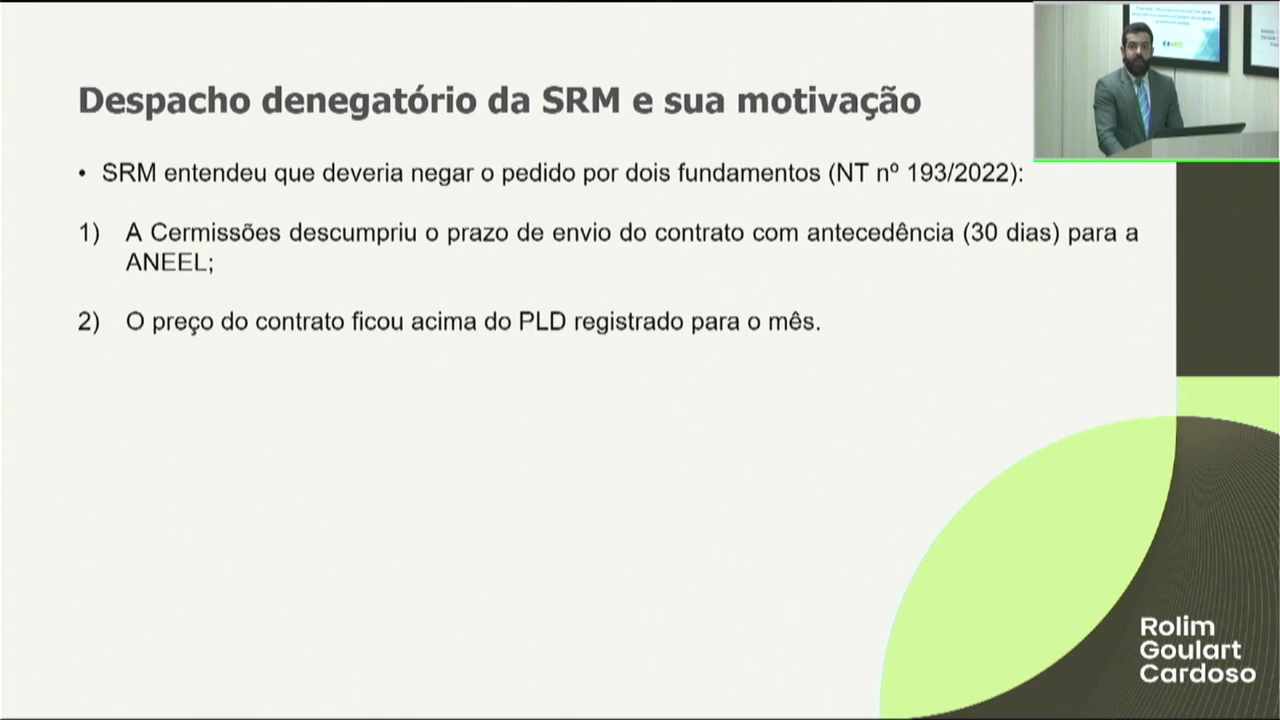 Despacho denegatório da SRM e sua motivação
• SRM entendeu que deveria negar o pedido por dois fundamentos (NT nº 193/2022):
1) A Cermissões descumpriu o prazo de envio do contrato com antecedência (30 dias) para a
ANEEL;
2) O preço do contrato ficou acima do PLD registrado para o mês.
Rolim
Goulart
Cardoso